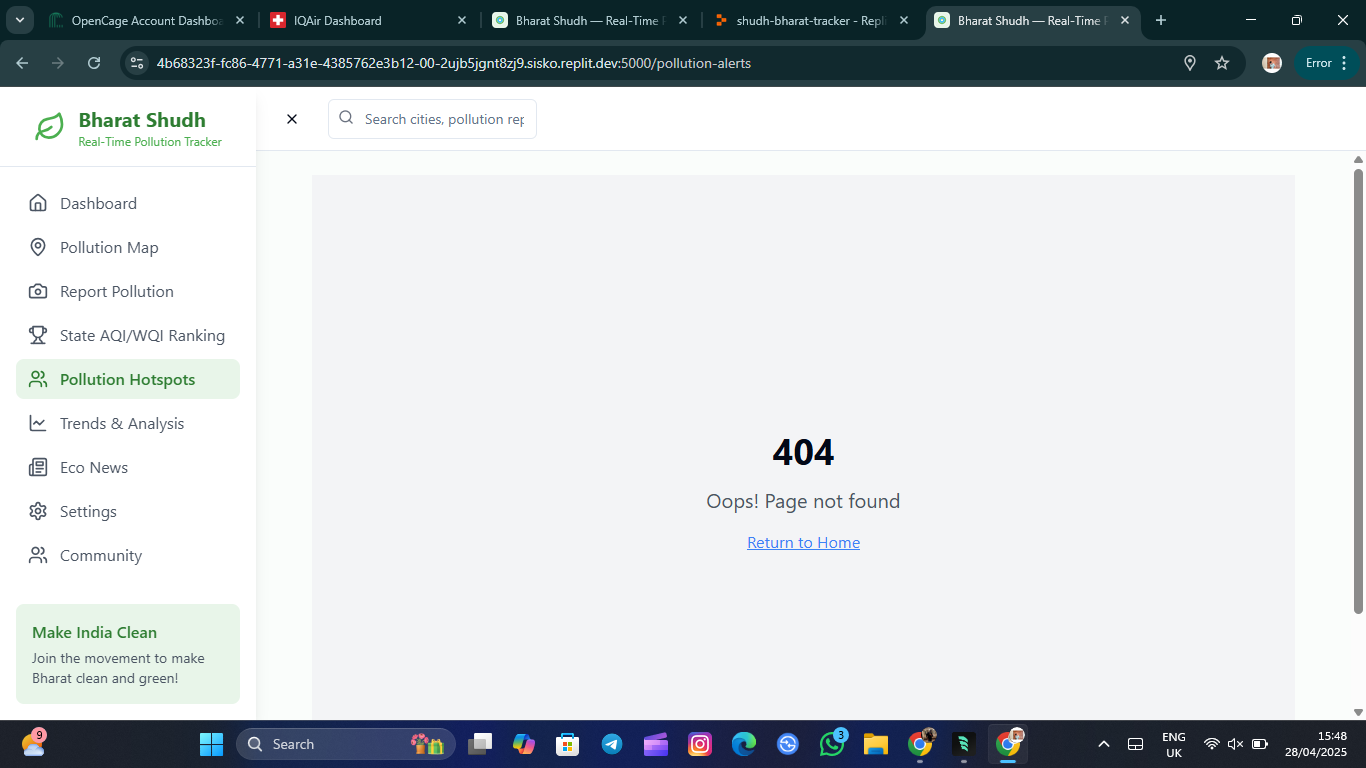 OpenCage Account Dashboa
IQAir Dashboard
Bharat Shudh — Real-Time P
shudh-bharat-tracker - Repli
Bharat Shudh — Real-Time P
4b68323f-fc86-4771-a31e-4385762e3b12-00-2ujb5jgnt8zj9.sisko.replit.dev:5000/pollution-alerts
Error
Bharat Shudh
Real-Time Pollution Tracker
Search cities, pollution rep
Dashboard
Pollution Map
Report Pollution
State AQI/WQI Ranking
Pollution Hotspots
Trends & Analysis
Eco News
Settings
Community
Make India Clean
Join the movement to make
Bharat clean and green!
404
Oops! Page not found
Return to Home
9
Search
3
ENG
UK
15:48
28/04/2025